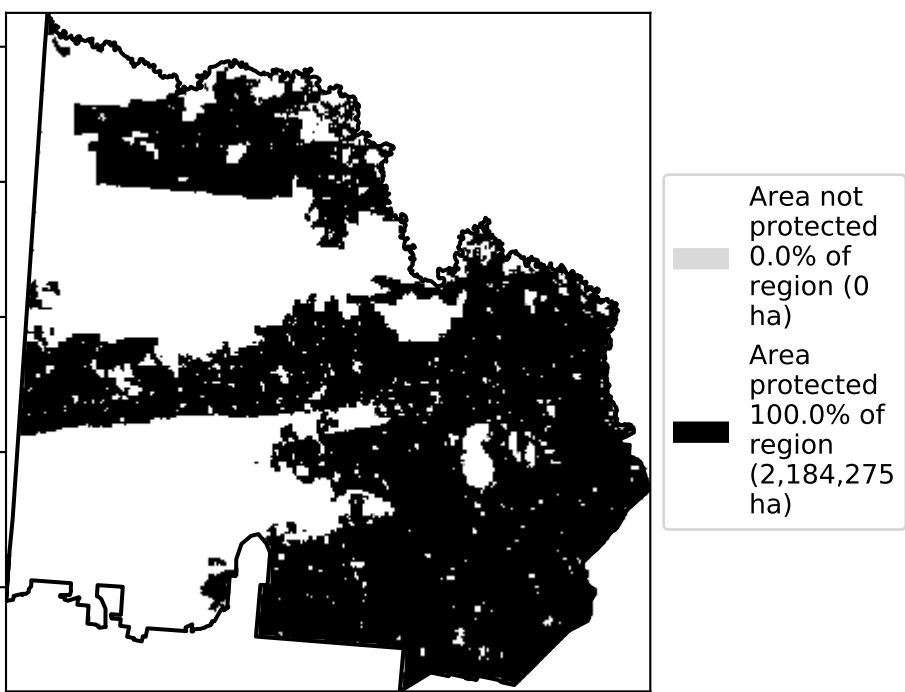 Area not
protected
0.0% of
region (0
ha)
Area
protected
100.0% of
region
(2,184,275
ha)